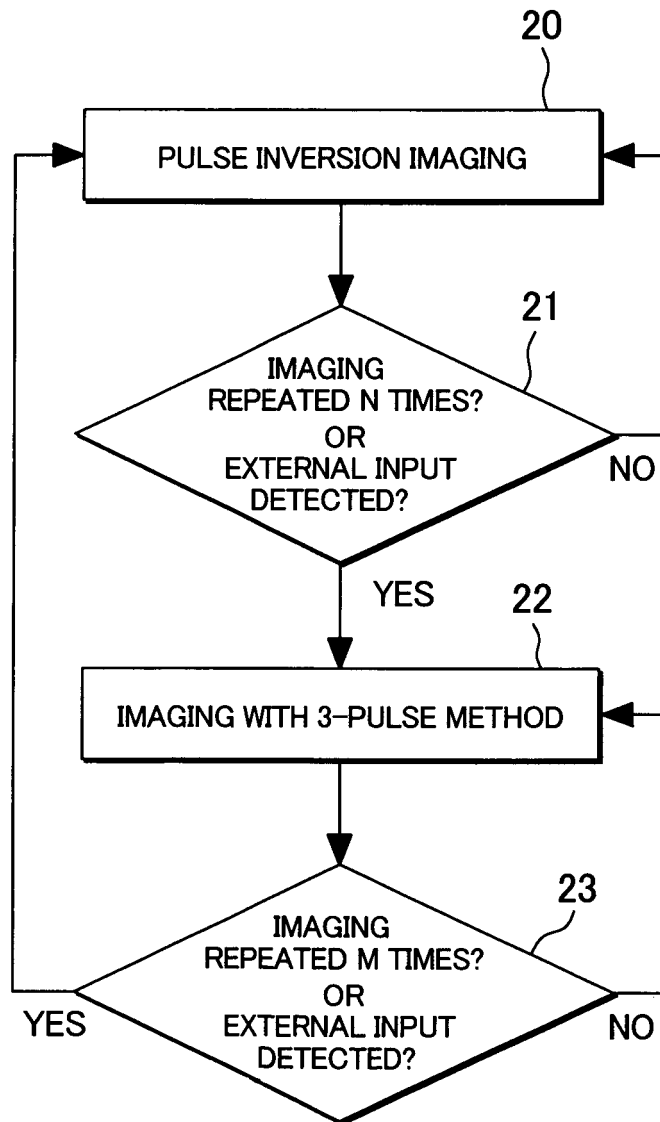 20
PULSE INVERSION IMAGING
21
IMAGING
REPEATED N TIMES?
OR
EXTERNAL INPUT
DETECTED?
NO
YES
22
IMAGING WITH 3-PULSE METHOD
23
IMAGING
REPEATED M TIMES?
OR
EXTERNAL INPUT
DETECTED?
YES
NO